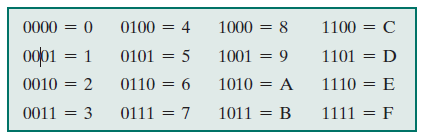 0000 = 0 0100 = 4 1000 = 8 1100 = C
0001 = 1 0101 = 5 1001 = 9 1101 = D
0010 = 2 0110 = 6 1010 = A 1110 = E
0011 = 3 0111 = 7 1011 = B 1111 = F